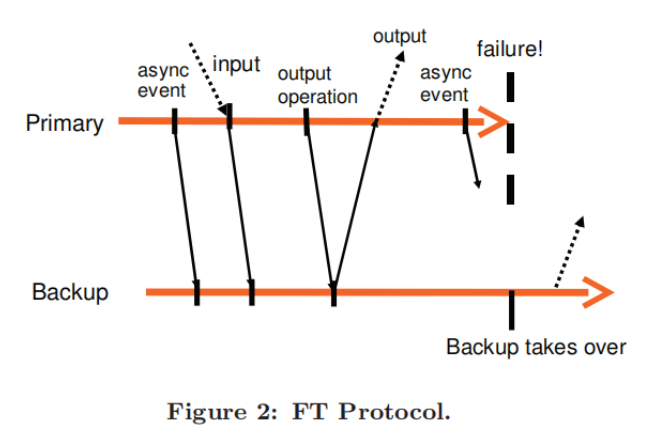 output
failure!
async
event
input
output
operation
async
event
Primary
Backup
Backup takes over
Figure 2: FT Protocol.